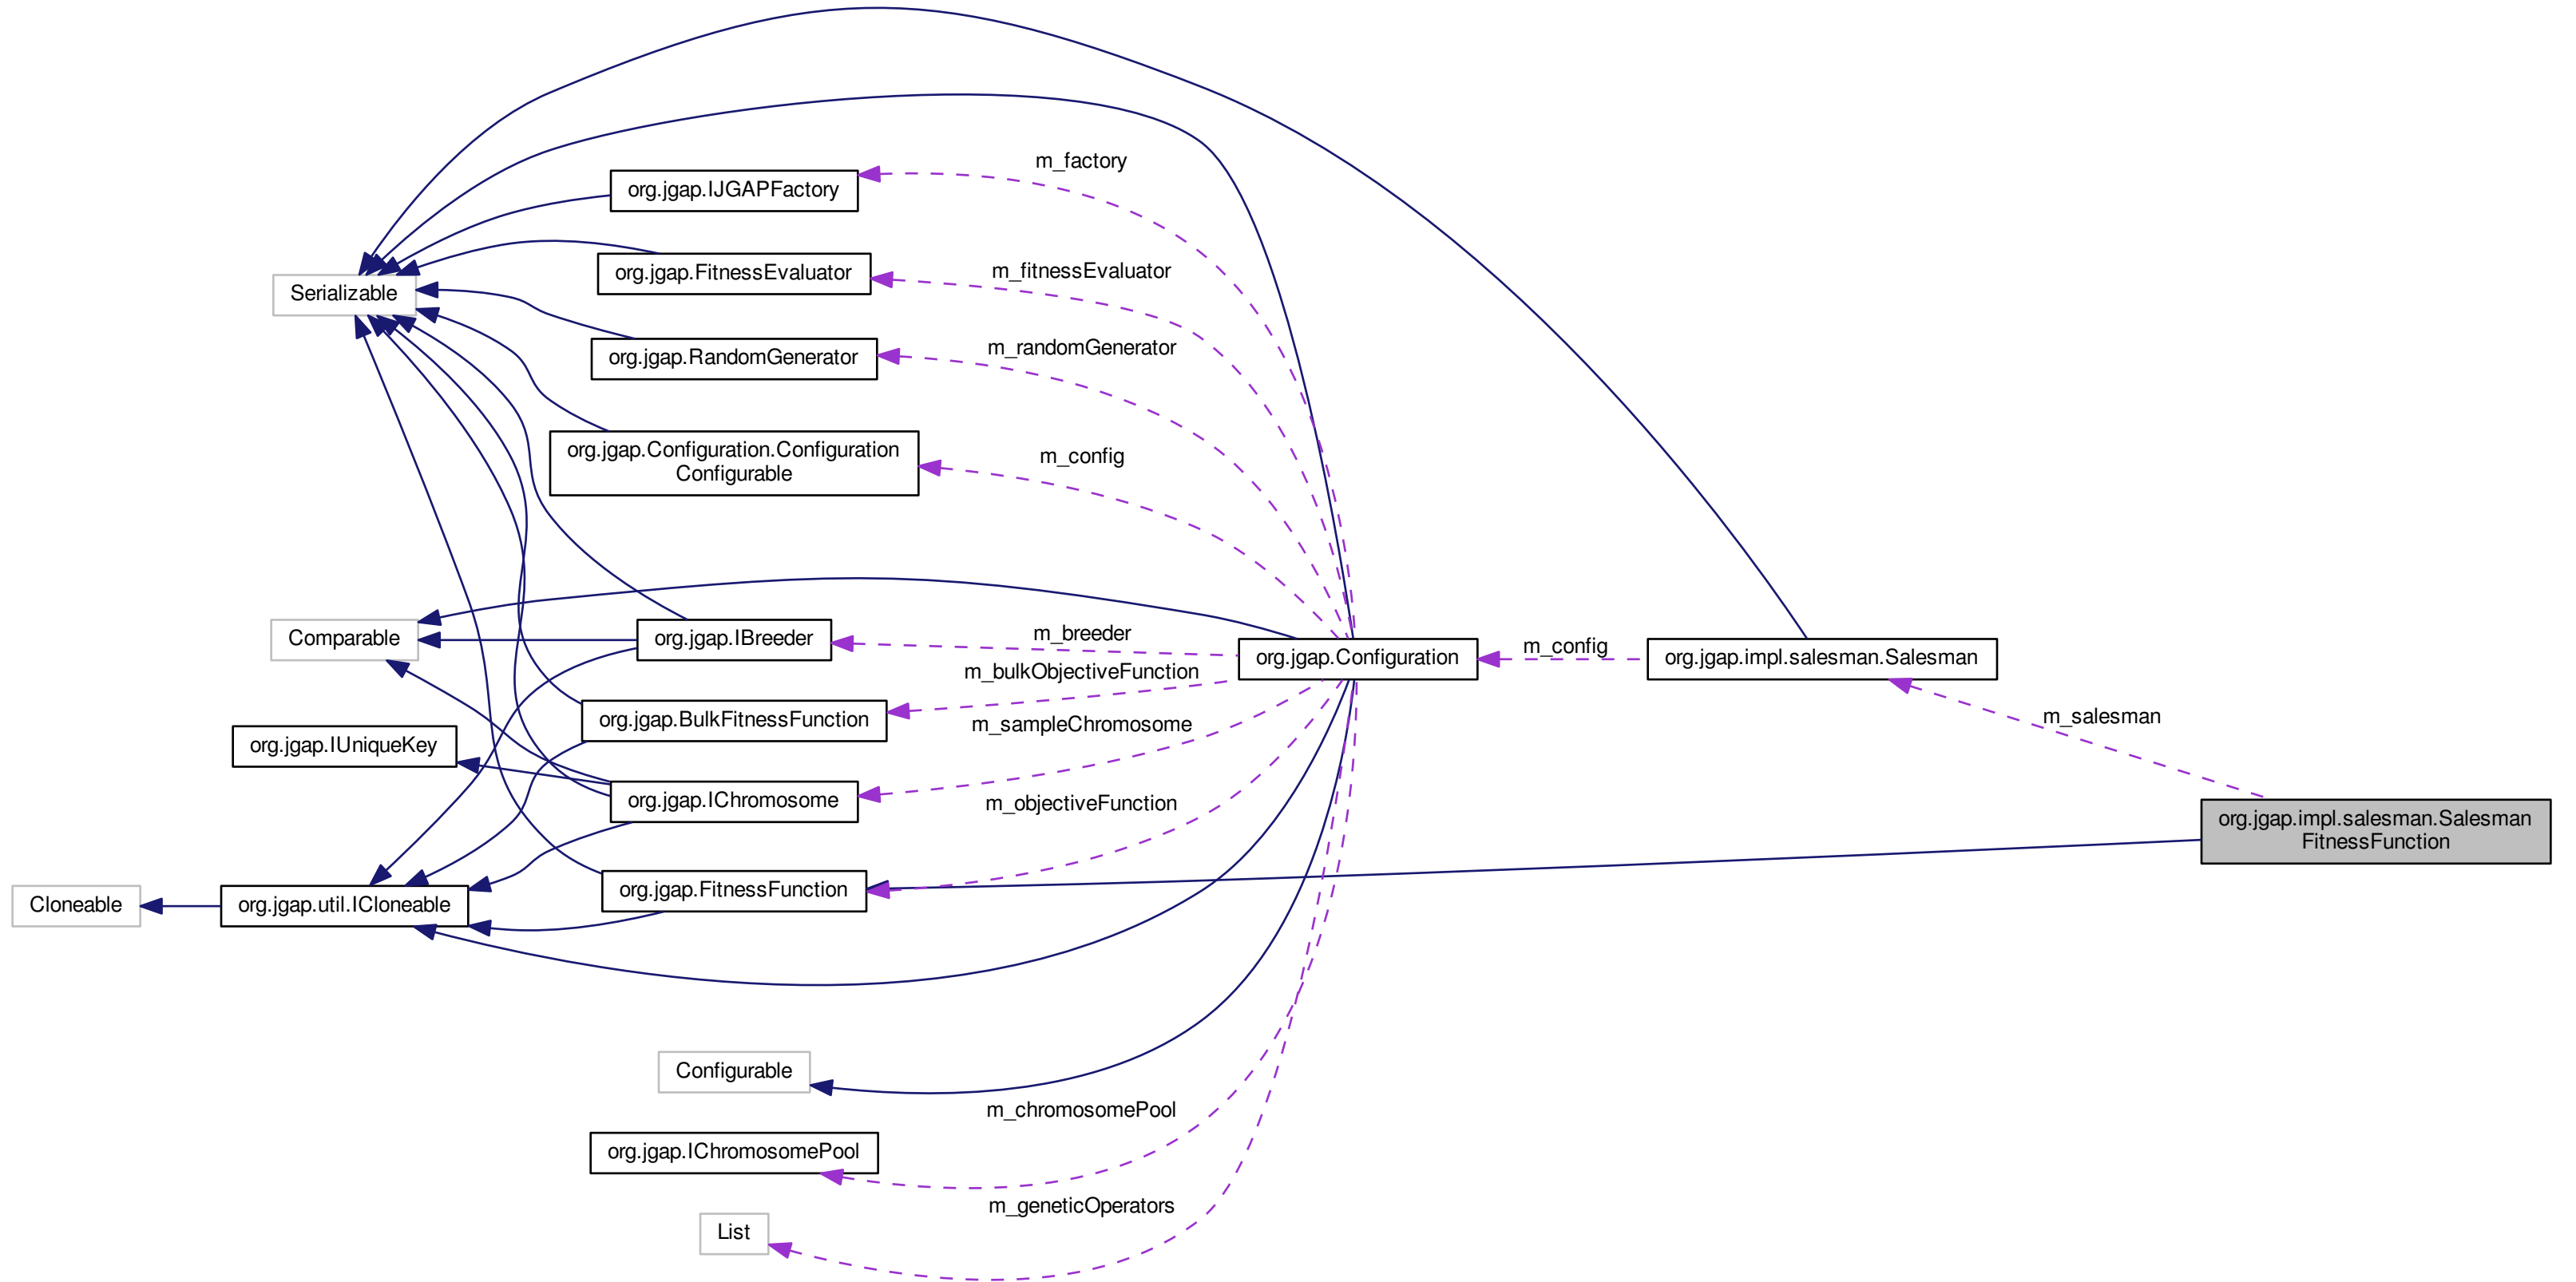 m_factory
org.jgap.IJGAPFactory
m_fitnessEvaluator
org.jgap.FitnessEvaluator
Serializable
m_randomGenerator
org.jgap.RandomGenerator
org.jgap.Configuration.Configuration
Configurable
m_config
Comparable
org.jgap.IBreeder
m_breeder
org.jgap.Configuration
m_config
org.jgap.impl.salesman.Salesman
m_bulkObjectiveFunction
org.jgap.BulkFitnessFunction
m_salesman
m_sampleChromosome
org.jgap.IUniqueKey
org.jgap.IChromosome
m_objectiveFunction
org.jgap.impl.salesman.Salesman
FitnessFunction
org.jgap.FitnessFunction
Cloneable
org.jgap.util.ICloneable
Configurable
m_chromosomePool
org.jgap.IChromosomePool
m_geneticOperators
List